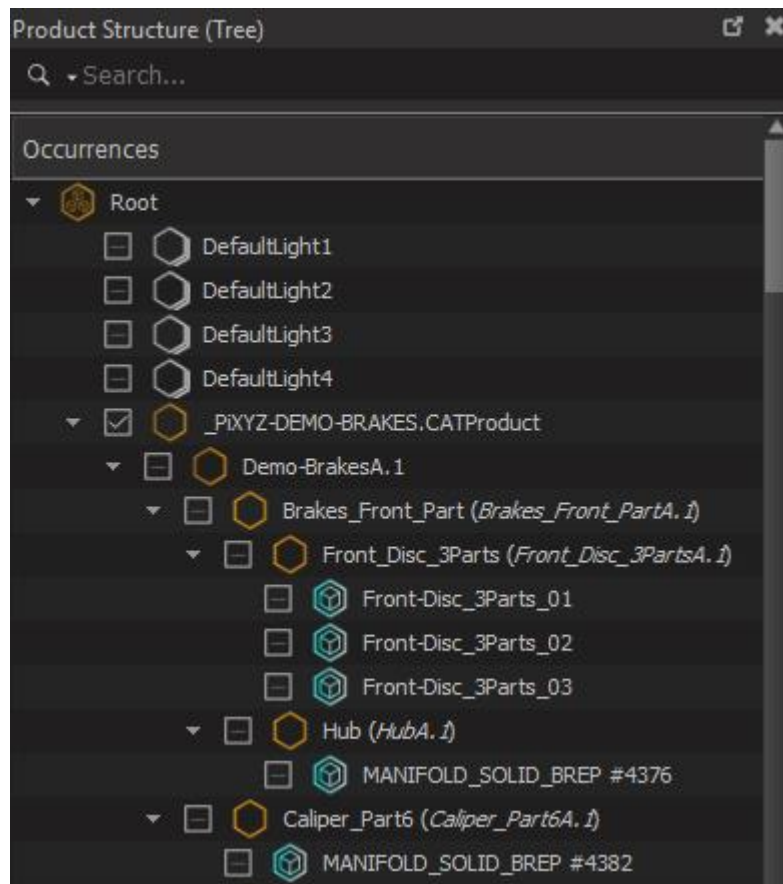 Product Structure (Tree)
Search...
Occurrences
Root
DefaultLight1
DefaultLight2
DefaultLight3
DefaultLight4
_PiXYZ-DEMO-BRAKES.CATProduct
Demo-BrakesA.1
Brakes_Front_Part (Brakes_Front_PartA.1)
Front_Disc_3Parts (Front_Disc_3PartsA.1)
Front-Disc_3Parts_01
Front-Disc_3Parts_02
Front-Disc_3Parts_03
Hub (HubA.1)
MANIFOLD_SOLID_BREP #4376
Caliper_Part6 (Caliper_Part6A.1)
MANIFOLD_SOLID_BREP #4382